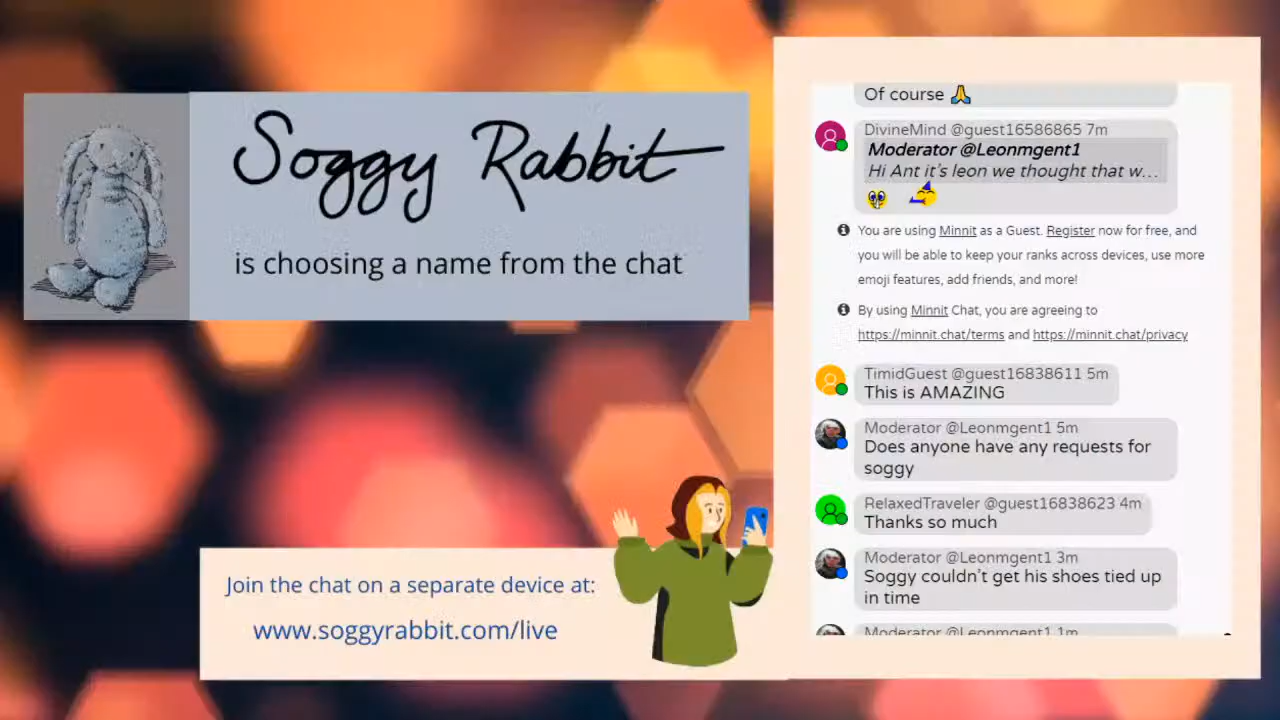 Soggy Rabbit
is choosing a name from the chat
Join the chat on a separate device at:
www.soggyrabbit.com/live
Of course 🙏
DivineMind @guest16586865 7m
Moderator @Leonmgent1
Hi Ant it's leon we thought that w...
You are using Minnit as a Guest. Register now for free, and
you will be able to keep your ranks across devices, use more
emoji features, add friends, and more!
By using Minnit Chat, you are agreeing to
https://minnit.chat/terms and https://minnit.chat/privacy
TimidGuest @guest16838611 5m
This is AMAZING
Moderator @Leonmgent1 5m
Does anyone have any requests for
soggy
RelaxedTraveler @guest16838623 4m
Thanks so much
Moderator @Leonmgent1 3m
Soggy couldn't get his shoes tied up
in time
Moderator @Leonmgent1 1m